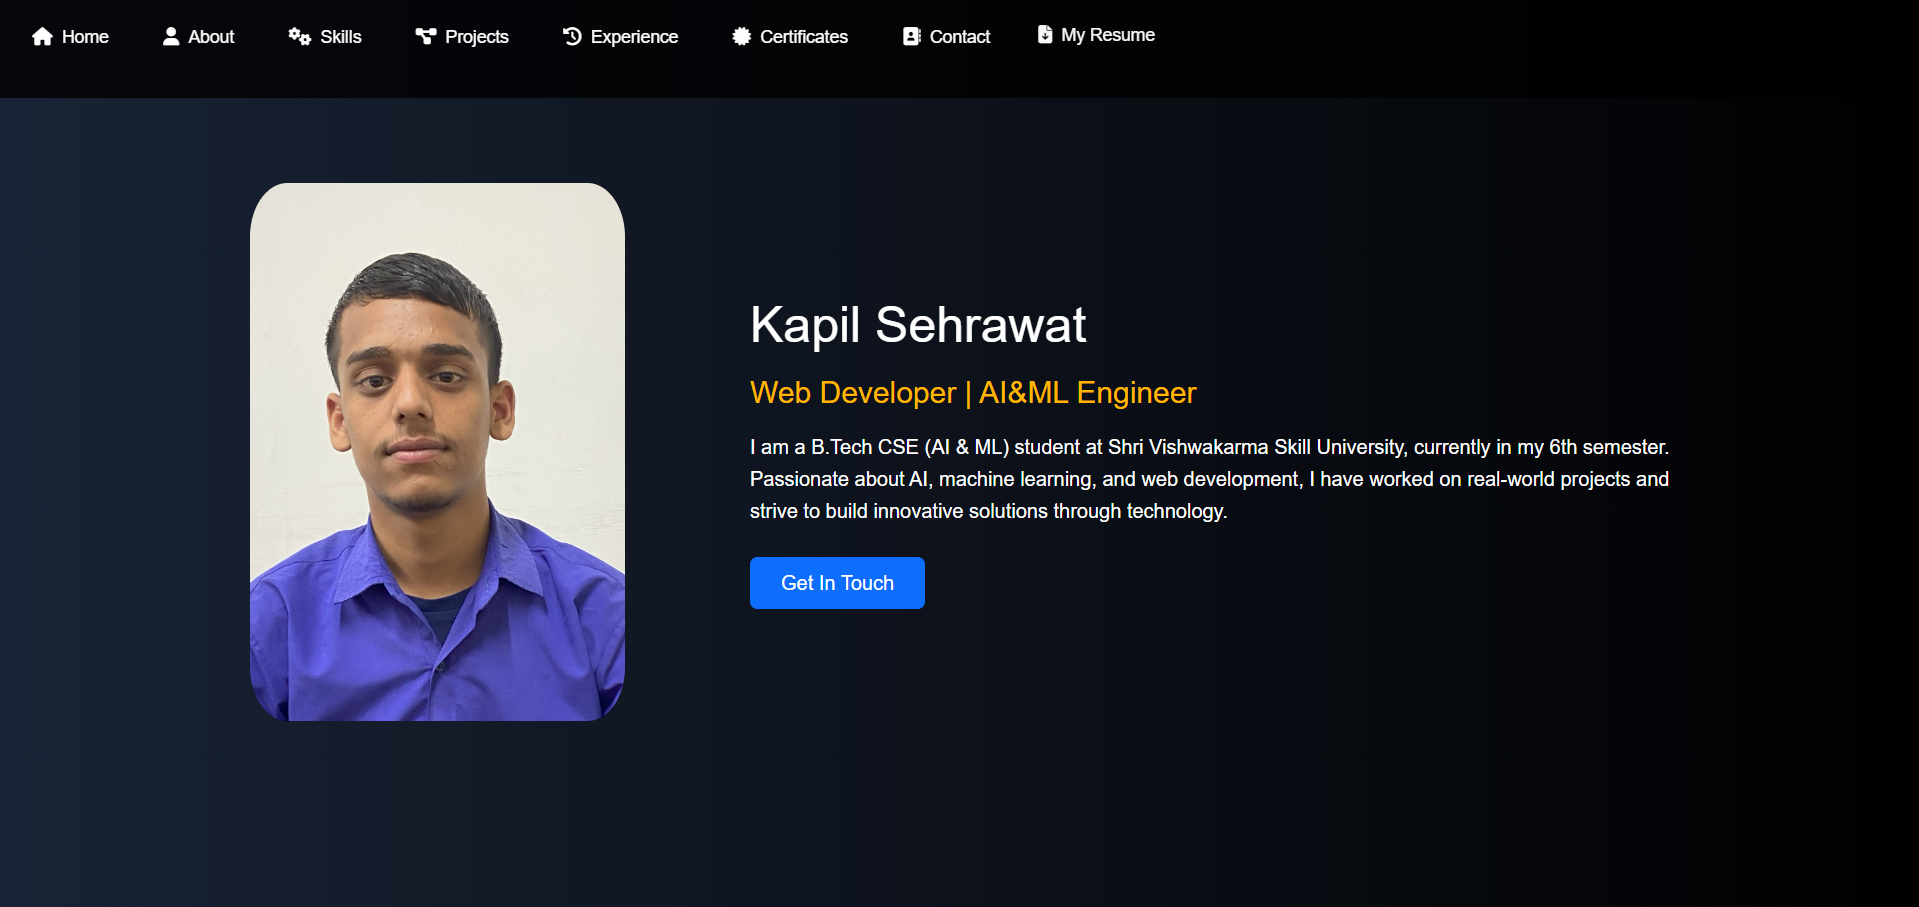 Home About Skills Projects Experience Certificates Contact My Resume
Kapil Sehrawat
Web Developer | AI&ML Engineer
I am a B.Tech CSE (AI & ML) student at Shri Vishwakarma Skill University, currently in my 6th semester.
Passionate about AI, machine learning, and web development, I have worked on real-world projects and
strive to build innovative solutions through technology.
Get In Touch